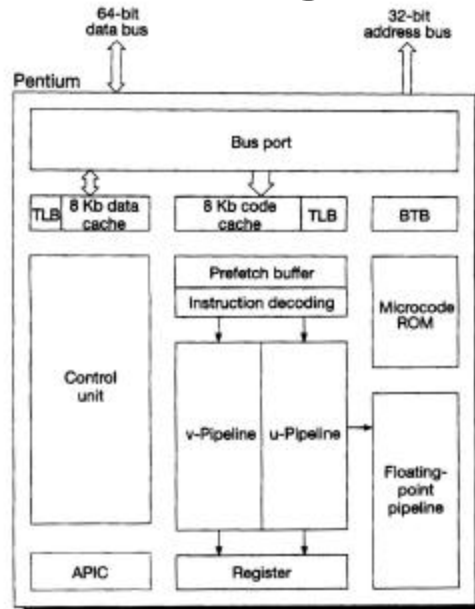 64-bit
data bus
32-bit
address bus
Pentium
Bus port
TLB
8 Kb data
cache
8 Kb code
cache
TLB
BTB
Prefetch buffer
Instruction decoding
Microcode
ROM
Control
unit
v-Pipeline
u-Pipeline
Floating-
point
pipeline
APIC
Register